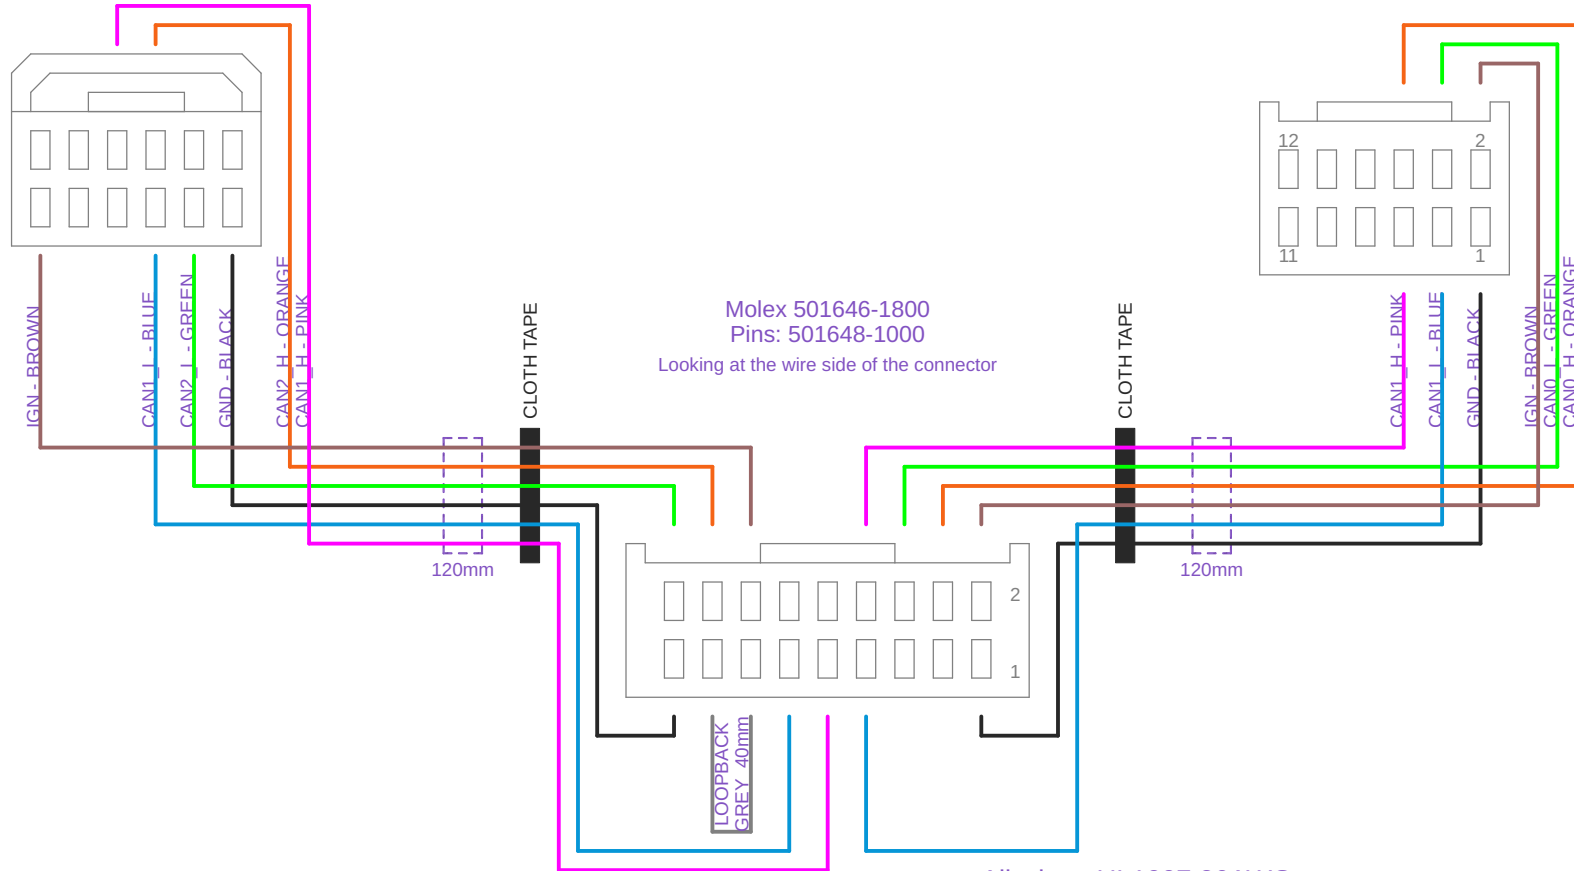 12
2
11
1
IGN - BROWN
CAN1_L - BLUE
CAN2_L - GREEN
GND - BLACK
CAN2_H - ORANGE
CAN1_H - PINK
CLOTH TAPE
Molex 501646-1800
Pins: 501648-1000
Looking at the wire side of the connector
CLOTH TAPE
CAN1_H - PINK
CAN1_L - BLUE
GND - BLACK
IGN - BROWN
CAN0_L - GREEN
CAN0_H - ORANGE
120mm
120mm
2
1
LOOPBACK
GREY 40mm